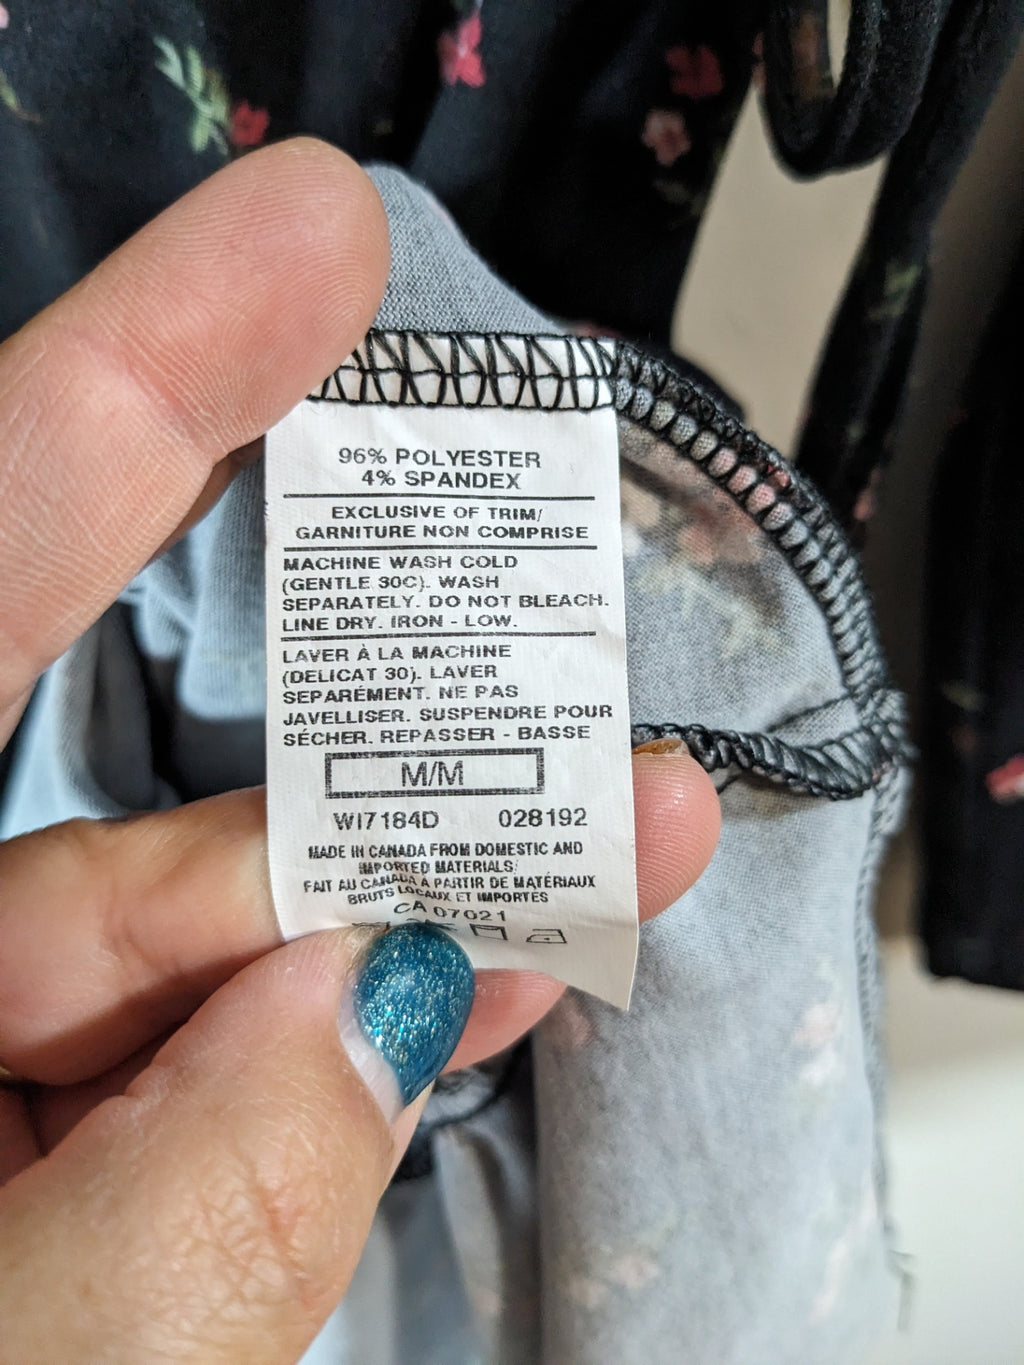 96% POLYESTER
4% SPANDEX
EXCLUSIVE OF TRIM/
GARNITURE NON COMPRISE
MACHINE WASH COLD
(GENTLE 30C). WASH
SEPARATELY. DO NOT BLEACH.
LINE DRY. IRON - LOW.
LAVER À LA MACHINE
(DELICAT 30). LAVER
SEPARÉMENT. NE PAS
JAVELLISER. SUSPENDRE POUR
SÉCHER. REPASSER - BASSE
M/M
WI7184D 028192
MADE IN CANADA FROM DOMESTIC AND
IMPORTED MATERIALS/
FAIT AU CANADA À PARTIR DE MATÉRIAUX
BRUTS LOCAUX ET IMPORTES
CA 07021